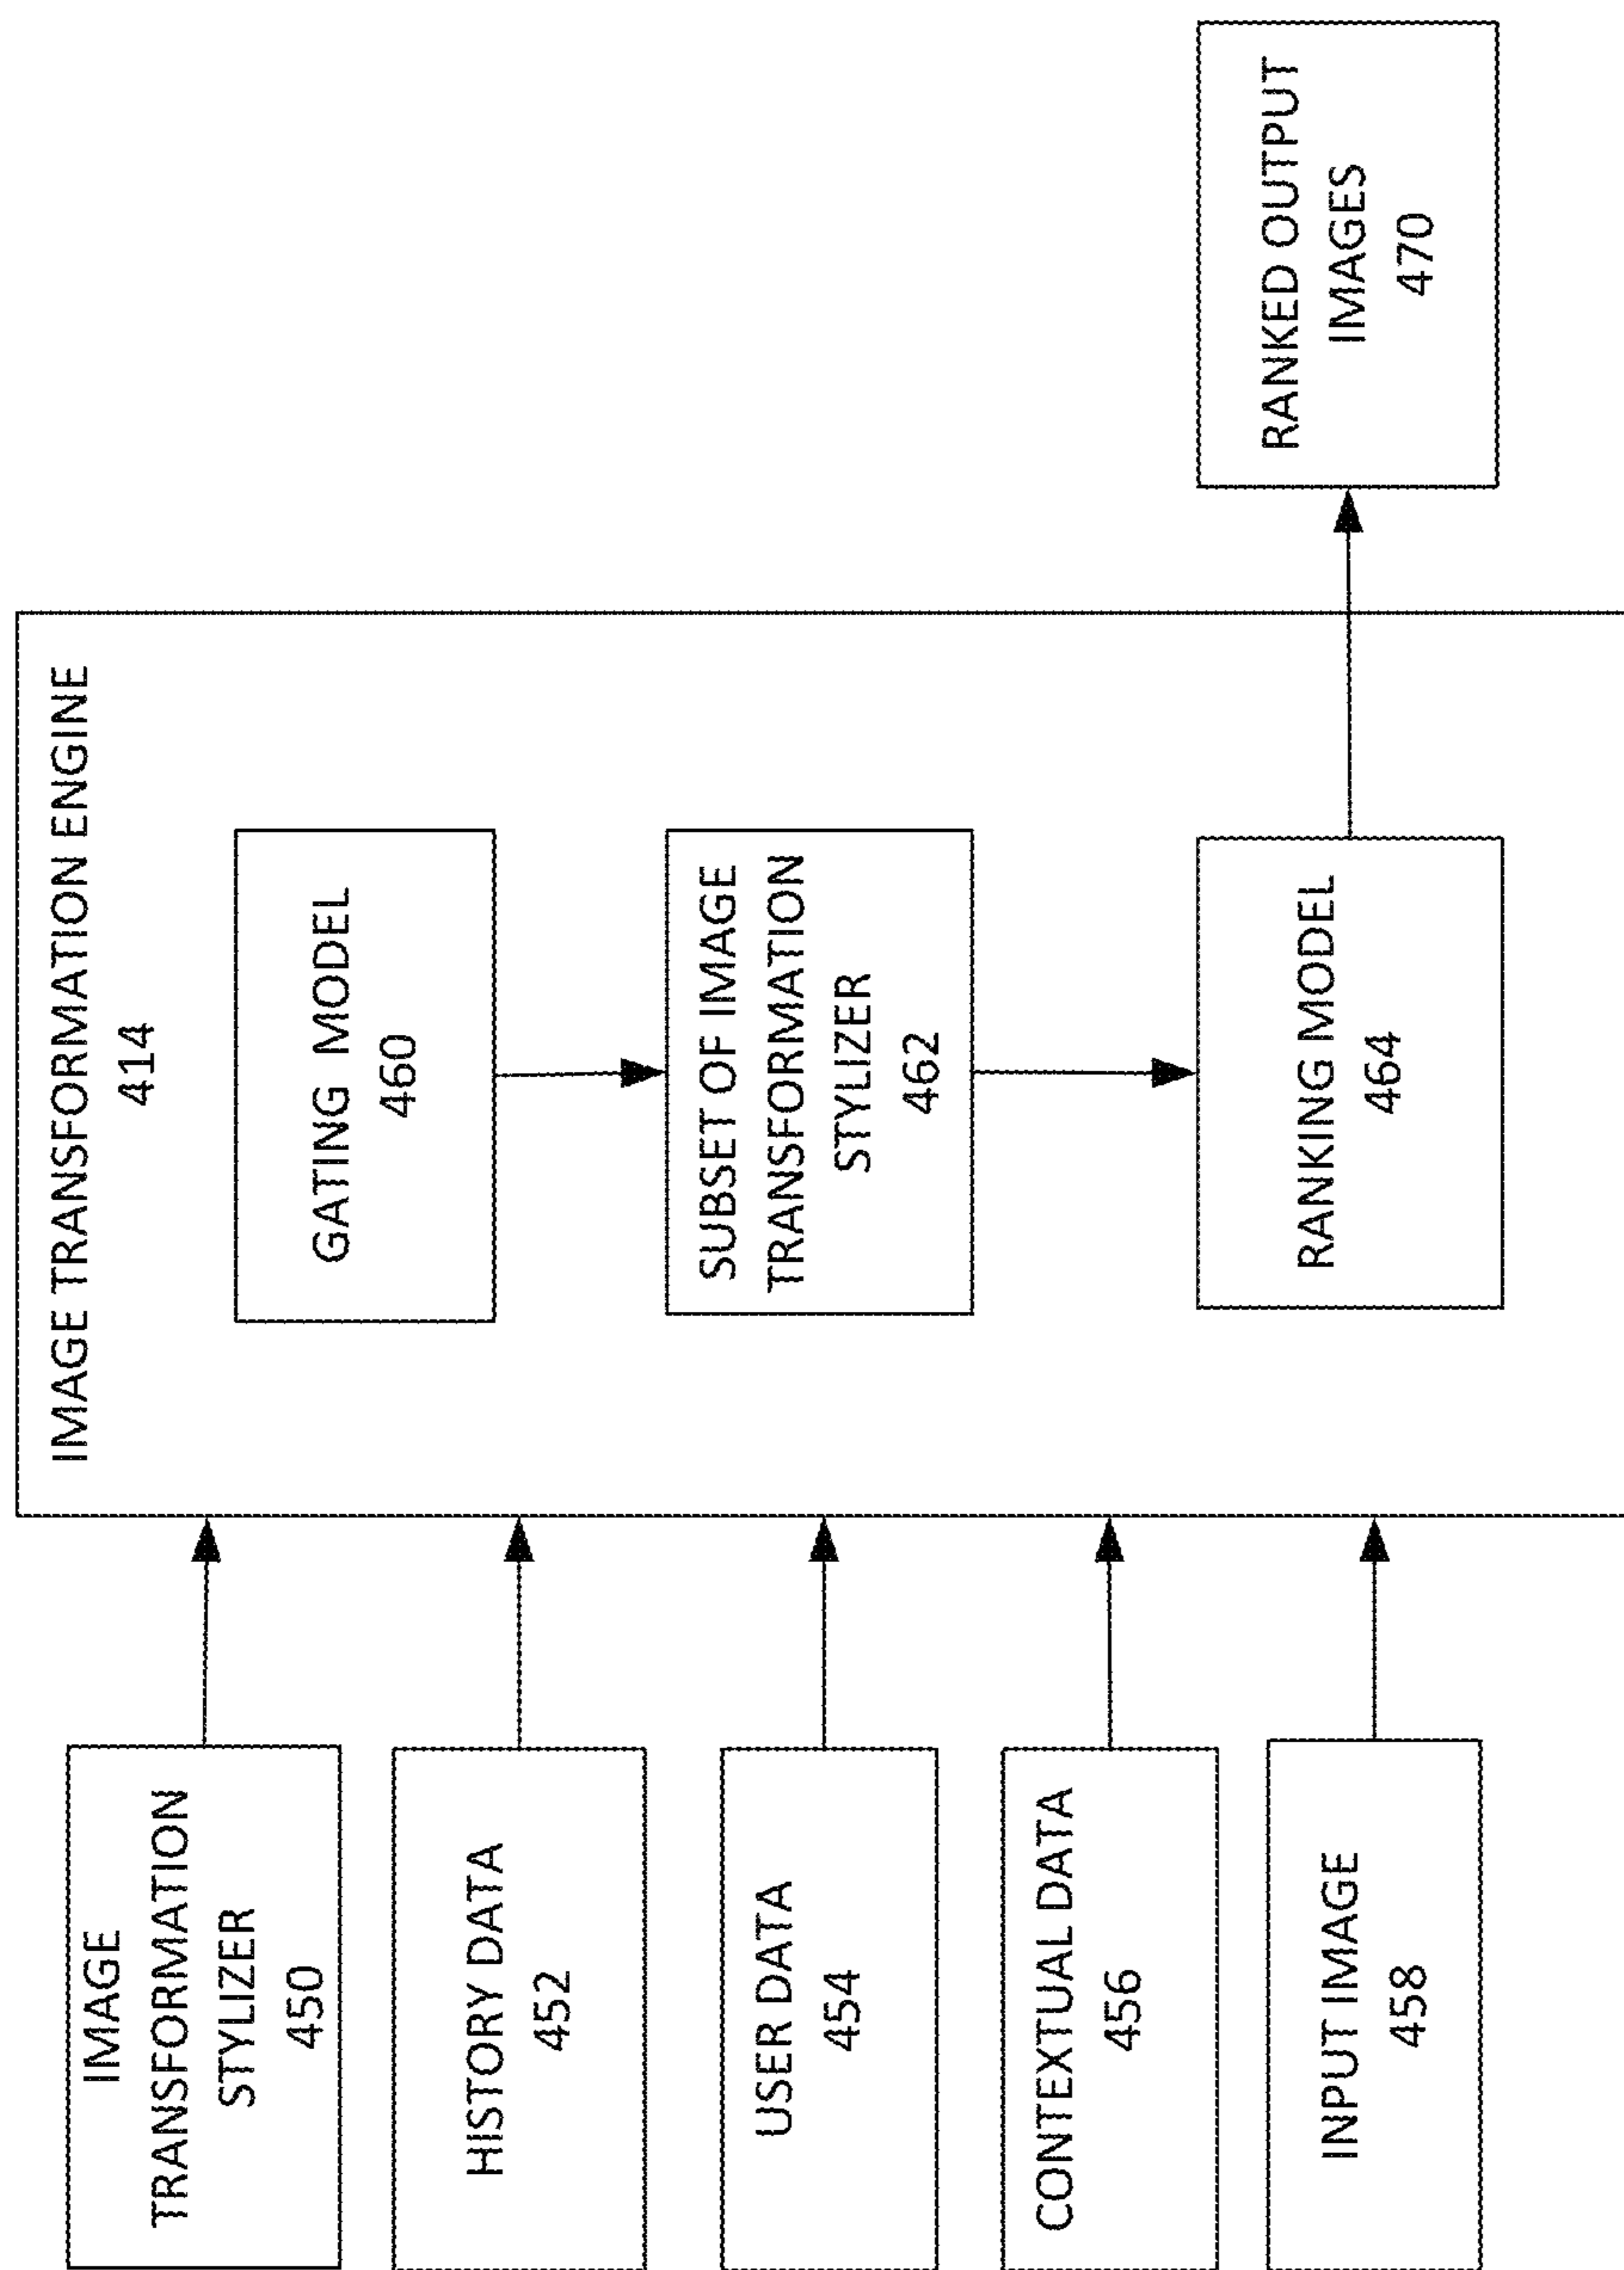 IMAGE
TRANSFORMATION
STYLIZER
450
HISTORY DATA
452
USER DATA
454
CONTEXTUAL DATA
456
INPUT IMAGE
458
IMAGE TRANSFORMATION ENGINE
414
GATING MODEL
460
SUBSET OF IMAGE
TRANSFORMATION
STYLIZER
462
RANKING MODEL
464
RANKED OUTPUT
IMAGES
470